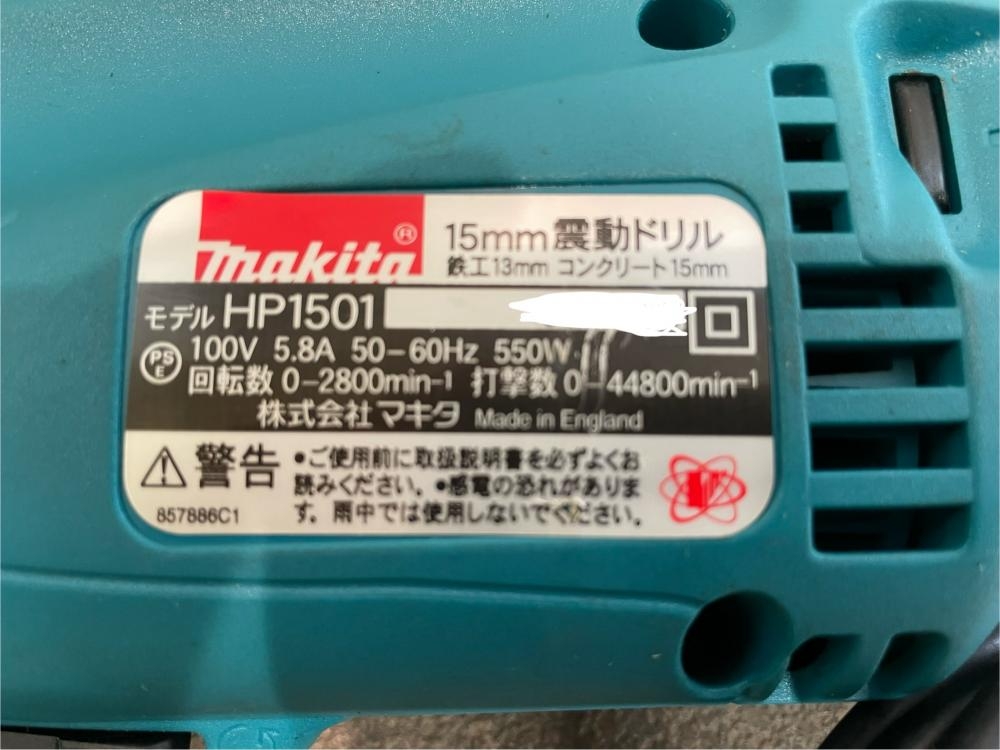 makita®
15mm 震動ドリル
鉄工13mm コンクリート15mm
モデル HP1501
PSE 100V 5.8A 50-60Hz 550W
回転数 0-2800min-1 打撃数 0-44800min-1
株式会社マキタ Made in England
警告
•ご使用前に取扱説明書を必ずよくお
読みください。•感電の恐れがありま
す。雨中では使用しないでください。
857886C1